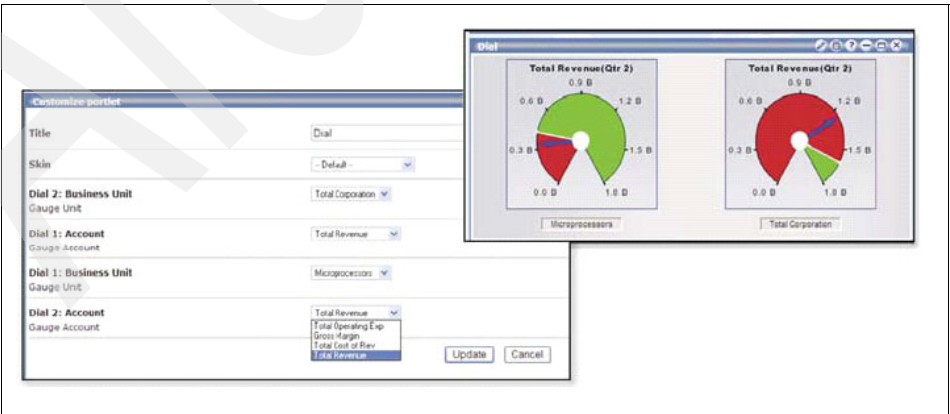 Customize portlet
Title
Dial
Skin
- Default -
Dial 2: Business Unit
Total Corporation
Gauge Unit
Dial 1: Account
Total Revenue
Gauge Account
Dial 1: Business Unit
Microprocessors
Gauge Unit
Dial 2: Account
Total Revenue
Gauge Account
Total Operating Exp
Gross Margin
Total Cost of Rev
Total Revenue
Update
Cancel
Dial
Total Revenue(Qtr 2)
0.9 B
0.6 B
1.2 B
0.3 B
1.5 B
0.0 B
1.8 B
Microprocessors
Total Revenue(Qtr 2)
0.9 B
0.6 B
1.2 B
0.3 B
1.5 B
0.0 B
1.8 B
Total Corporation